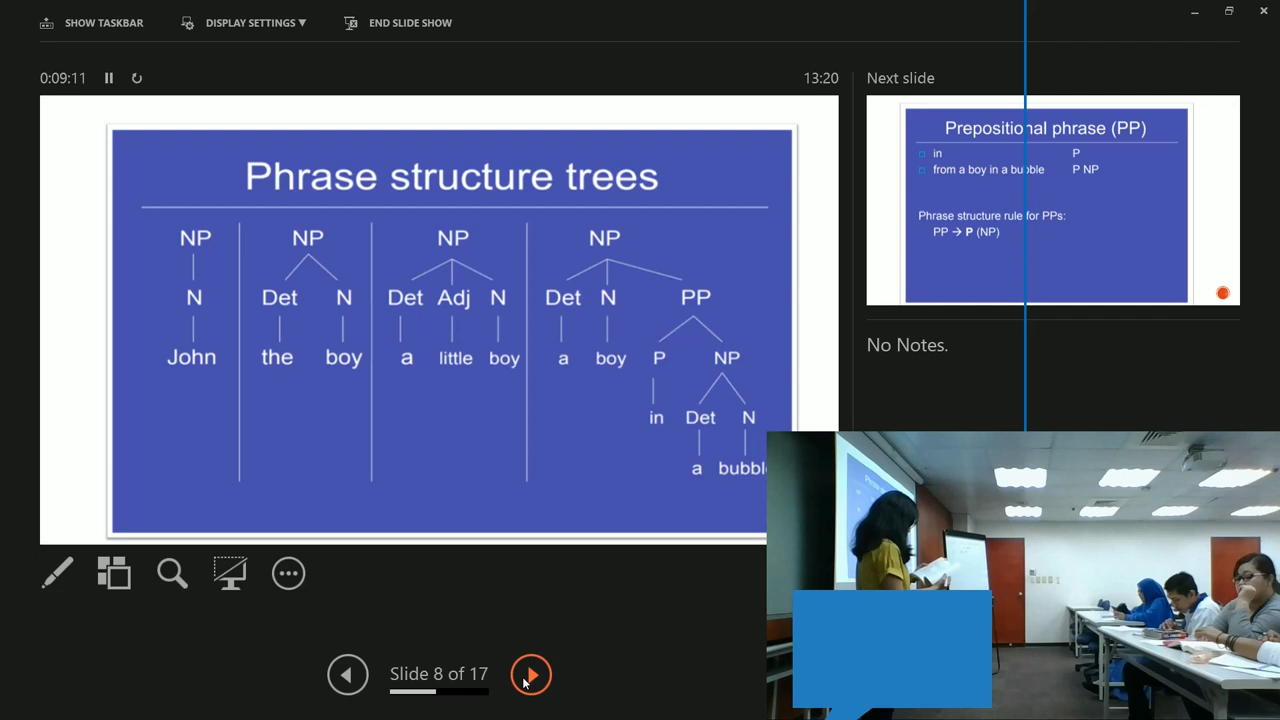 SHOW TASKBAR DISPLAY SETTINGS ▼ END SLIDE SHOW
0:09:11 13:20
Phrase structure trees
NP NP NP NP
N Det N Det Adj N Det N PP
John the boy a little boy a boy P NP
in Det N
a bubbl
Next slide
Prepositional phrase (PP)
in P
from a boy in a bubble P NP
Phrase structure rule for PPs:
PP → P (NP)
No Notes.
Slide 8 of 17